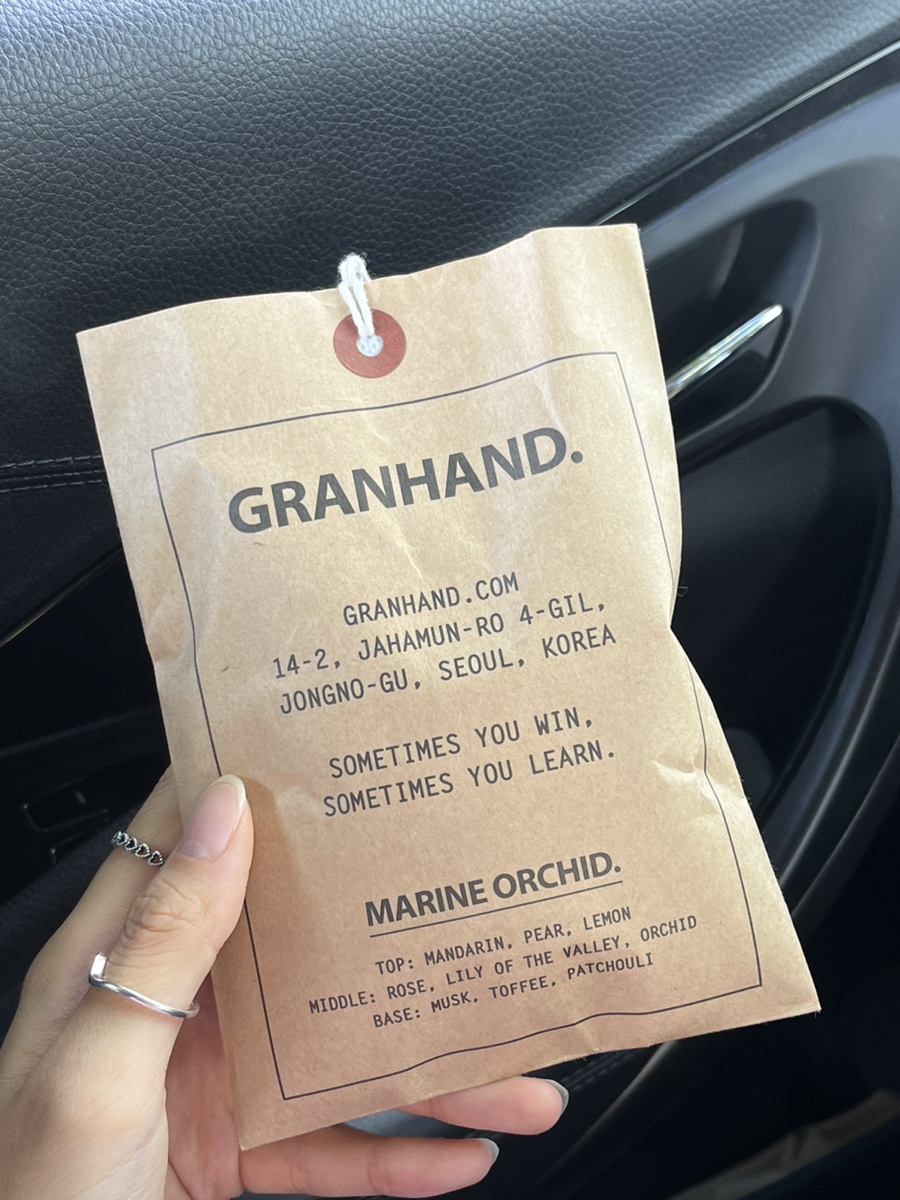 GRANHAND.
GRANHAND.COM
14-2, JAHAMUN-RO 4-GIL,
JONGNO-GU, SEOUL, KOREA
SOMETIMES YOU WIN,
SOMETIMES YOU LEARN.
MARINE ORCHID.
TOP: MANDARIN, PEAR, LEMON
MIDDLE: ROSE, LILY OF THE VALLEY, ORCHID
BASE: MUSK, TOFFEE, PATCHOULI